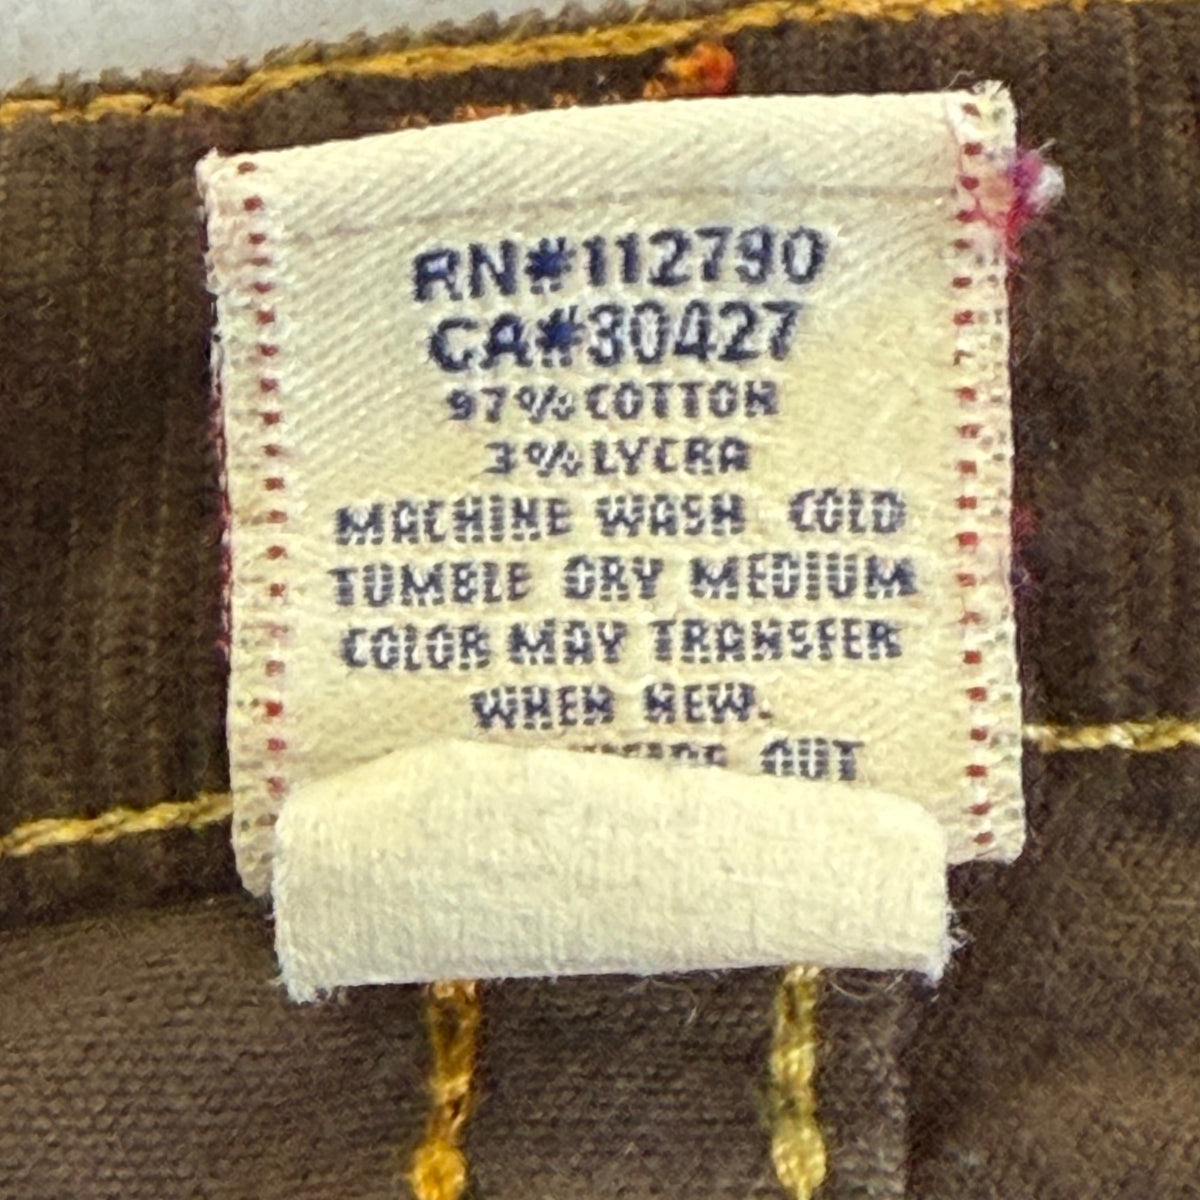 RN#112790
CA#30427
97% COTTON
3% LYCRA
MACHINE WASH COLD
TUMBLE DRY MEDIUM
COLOR MAY TRANSFER
WHEN NEW.
OUT